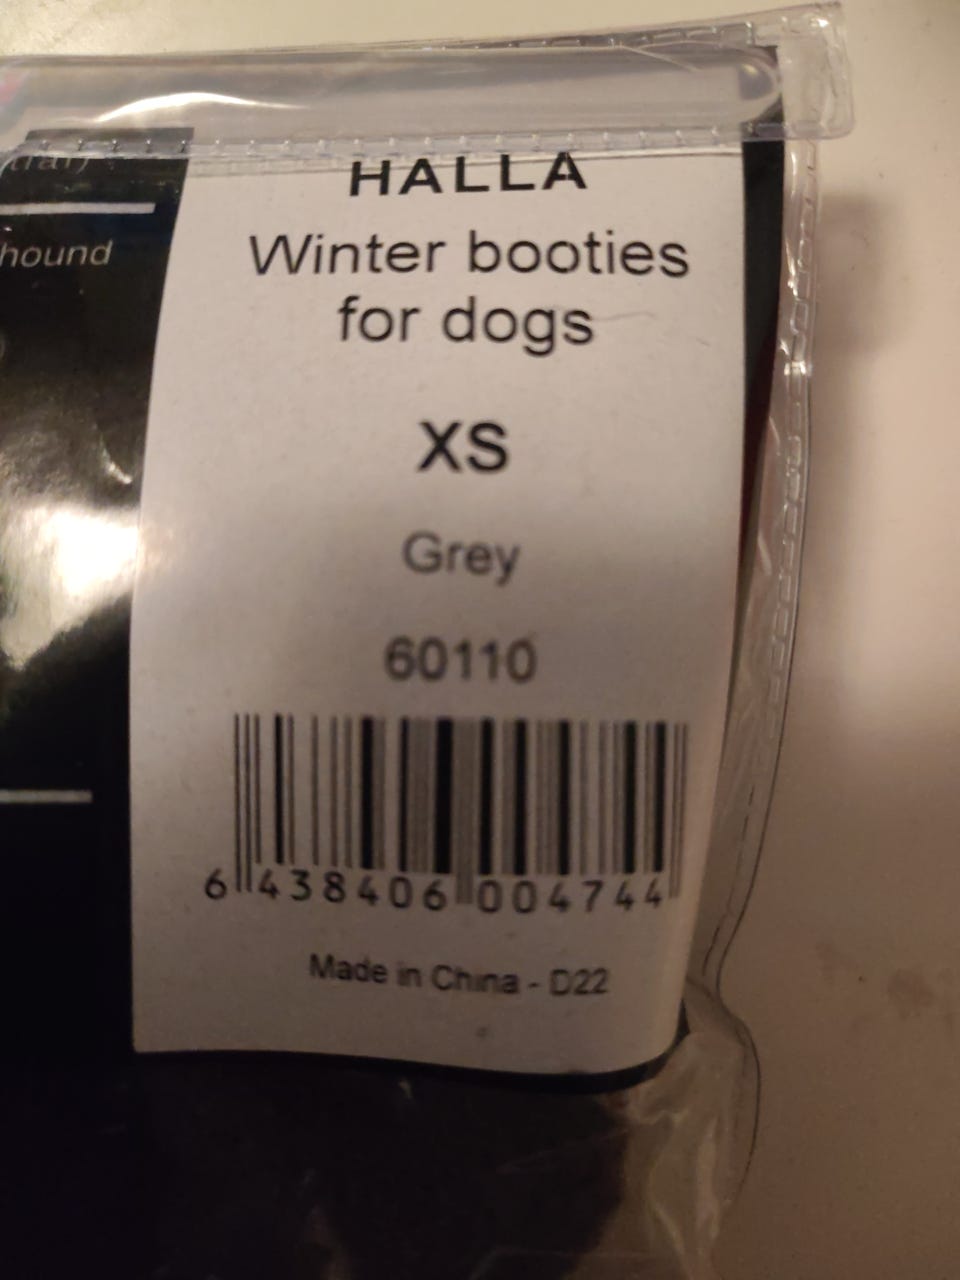 hound
HALLA
Winter booties
for dogs
XS
Grey
60110
6 438406 004744
Made in China - D22